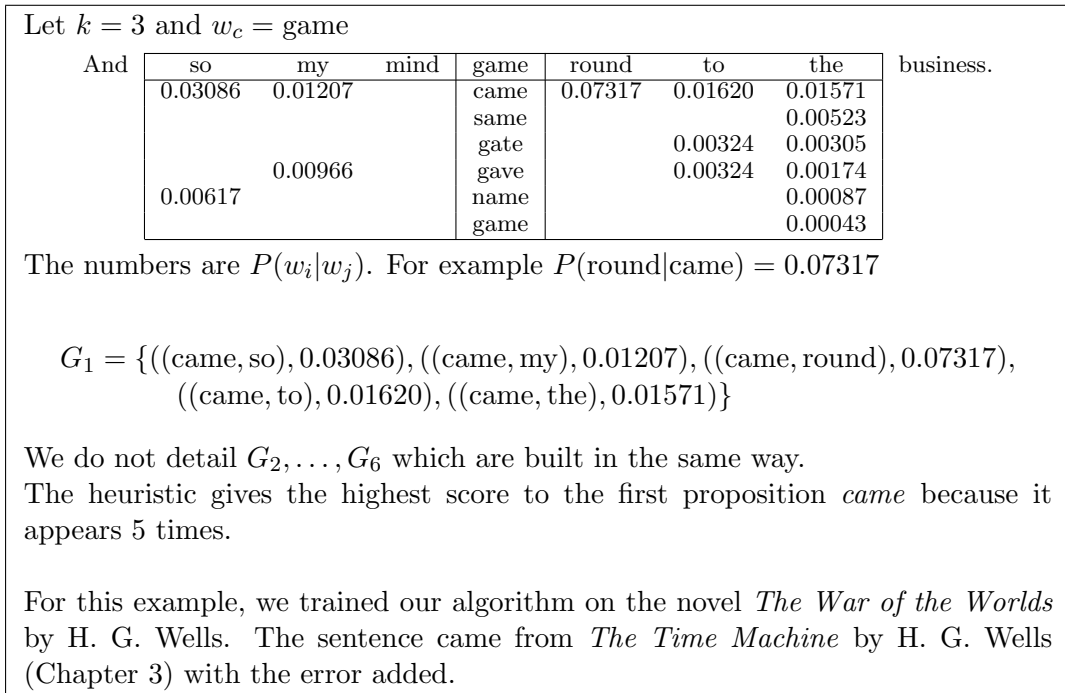 Let k = 3 and w_c = game
And so my mind game round to the business.
0.03086 0.01207 came 0.07317 0.01620 0.01571
same 0.00523
gate 0.00324 0.00305
0.00966 gave 0.00324 0.00174
0.00617 name 0.00087
game 0.00043
The numbers are P(w_i|w_j). For example P(round|came) = 0.07317
G_1 = {((came, so), 0.03086), ((came, my), 0.01207), ((came, round), 0.07317),
((came, to), 0.01620), ((came, the), 0.01571)}
We do not detail G_2, . . . , G_6 which are built in the same way.
The heuristic gives the highest score to the first proposition came because it
appears 5 times.
For this example, we trained our algorithm on the novel The War of the Worlds
by H. G. Wells. The sentence came from The Time Machine by H. G. Wells
(Chapter 3) with the error added.